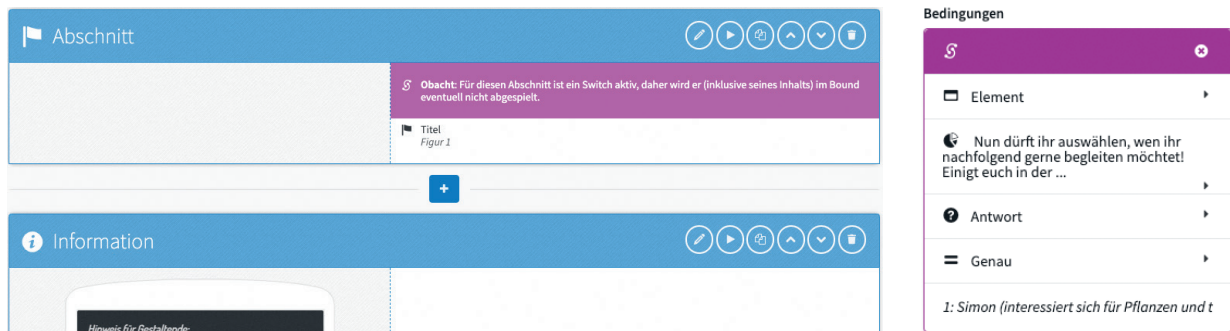 Abschnitt
Obacht: Für diesen Abschnitt ist ein Switch aktiv, daher wird er (inklusive seines Inhalts) im Bound
eventuell nicht abgespielt.
Titel
Figur 1
Information
Hinweis für Gestaltende:
Bedingungen
Element
Nun dürft ihr auswählen, wen ihr
nachfolgend gerne begleiten möchtet!
Einigt euch in der ...
Antwort
Genau
1: Simon (interessiert sich für Pflanzen und t